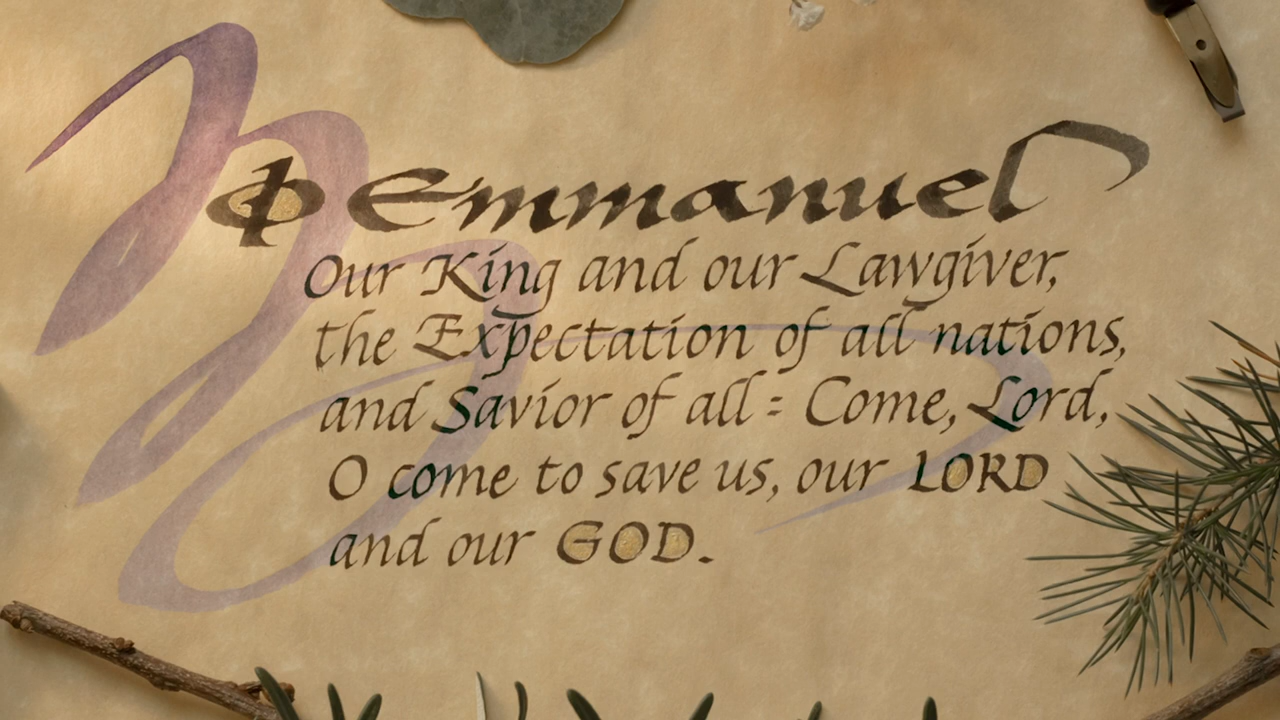 O Emmanuel
Our King and our Lawgiver,
the Expectation of all nations,
and Savior of all : Come, Lord,
O come to save us, our LORD
and our GOD.